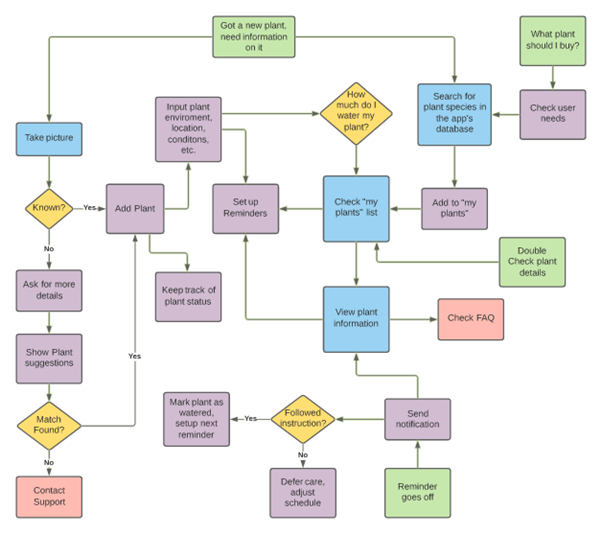 Got a new plant,
need information
on it
What plant
should I buy?
Input plant
enviroment,
location,
conditons,
etc.
How
much do I
water my
plant?
Search for
plant species in
the app's
database
Check user
needs
Take picture
Known?
Yes
Add Plant
Set up
Reminders
Check "my
plants" list
Add to "my
plants"
No
Double
Check plant
details
Ask for more
details
Keep track of
plant status
View plant
information
Check FAQ
Show Plant
suggestions
Yes
Match
Found?
Mark plant as
watered,
setup next
reminder
Yes
Followed
instruction?
Send
notification
No
No
Contact
Support
Defer care,
adjust
schedule
Reminder
goes off